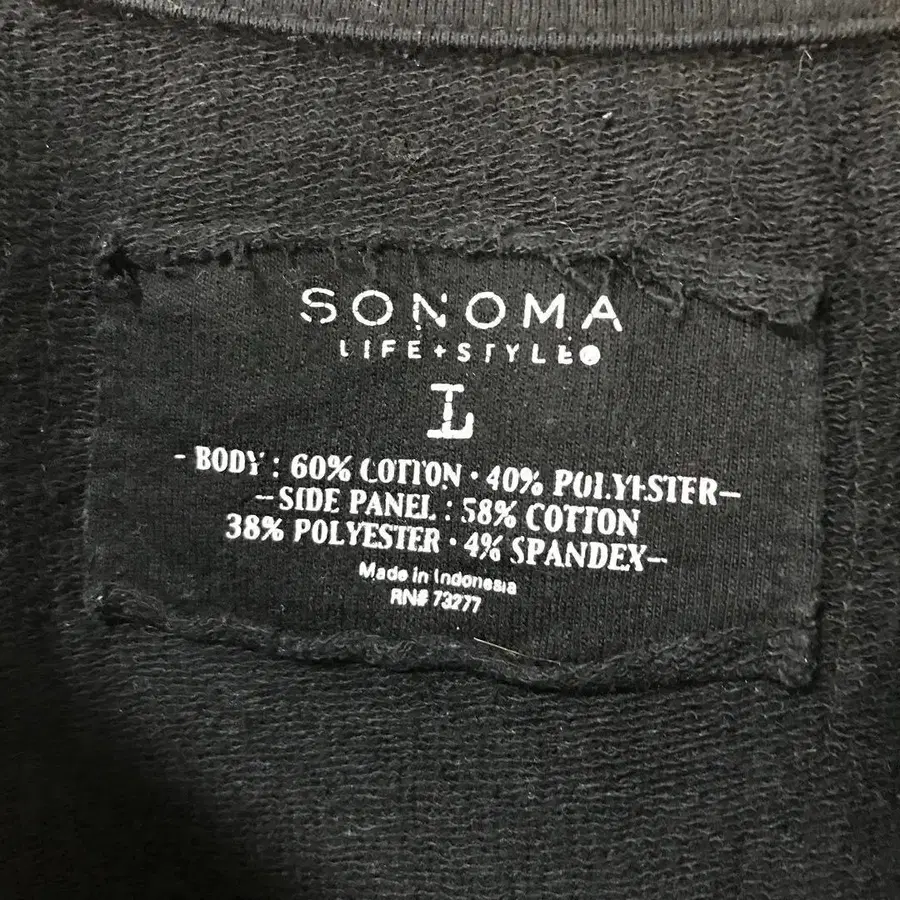 SONOMA
LIFE+STYLE®
L
- BODY : 60% COTTON · 40% POLYESTER–
–SIDE PANEL : 58% COTTON
38% POLYESTER · 4% SPANDEX–
Made in Indonesia
RN# 73277